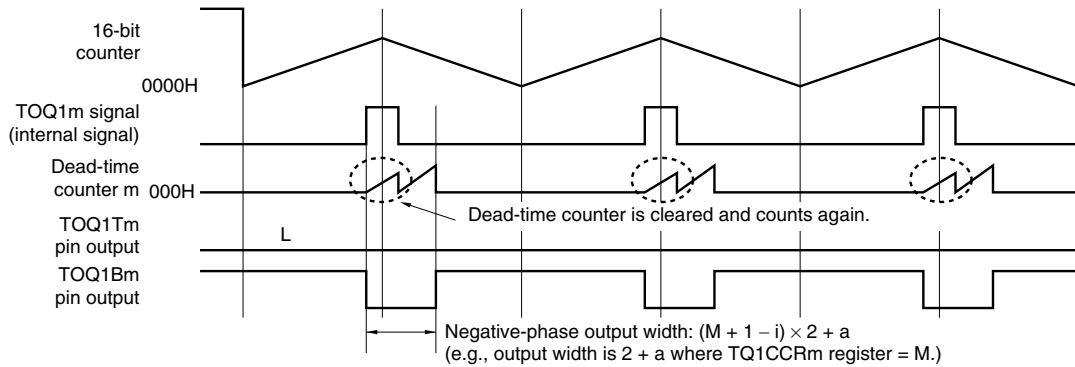 16-bit
counter
0000H
TOQ1m signal
(internal signal)
Dead-time
counter m
000H
Dead-time counter is cleared and counts again.
TOQ1Tm
pin output
L
TOQ1Bm
pin output
Negative-phase output width: (M + 1 − i) × 2 + a
(e.g., output width is 2 + a where TQ1CCRm register = M.)